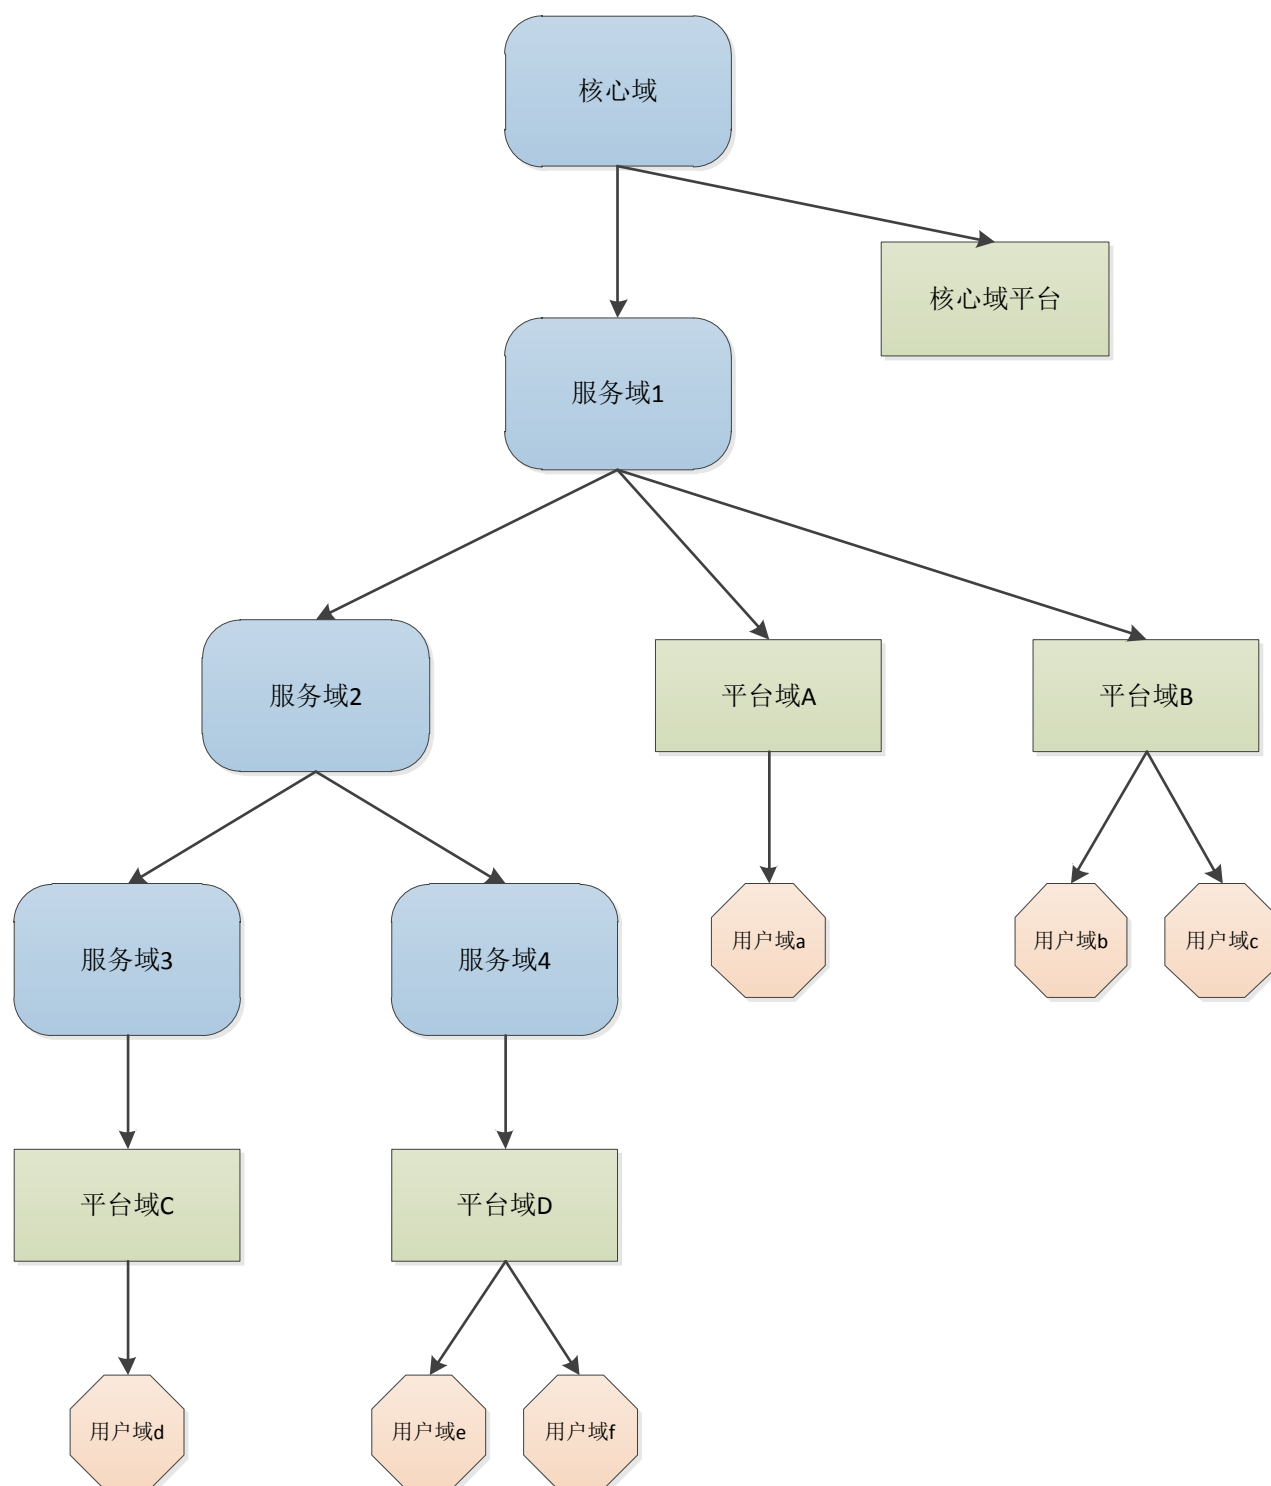 核心域
核心域平台
服务域1
服务域2
平台域A
平台域B
服务域3
服务域4
用户域a
用户域b
用户域c
平台域C
平台域D
用户域d
用户域e
用户域f